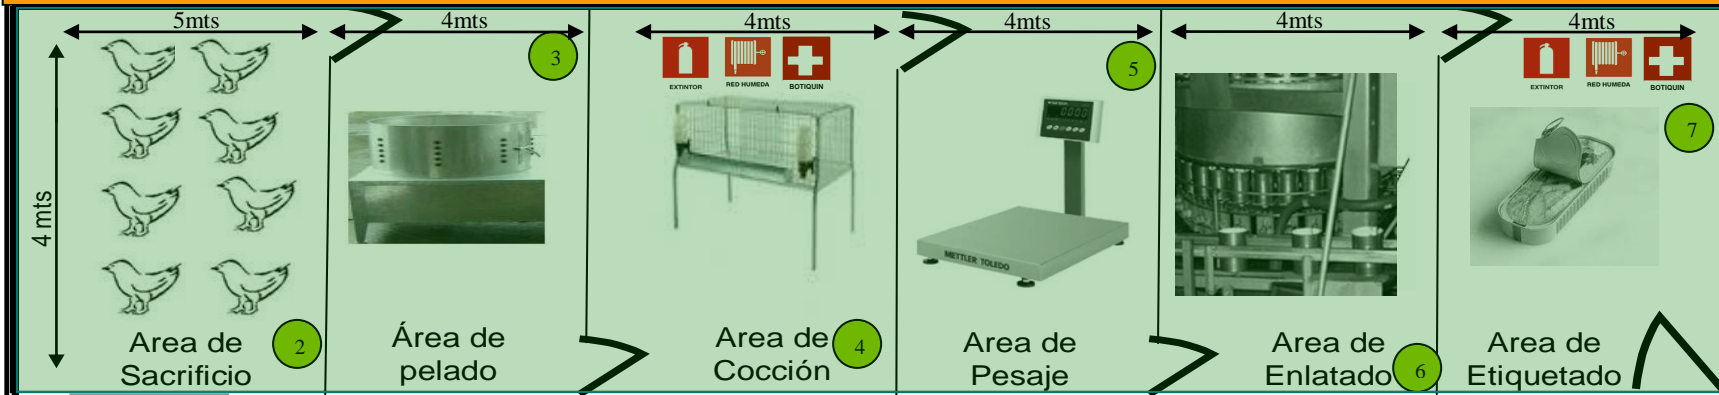 5mts
4mts
4mts
4mts
4mts
4mts
4 mts
3
EXTINTOR
RED HUMEDA
BOTIQUIN
5
EXTINTOR
RED HUMEDA
BOTIQUIN
7
METTLER TOLEDO
Area de
Sacrificio
2
Área de
pelado
Area de
Cocción
4
Area de
Pesaje
Area de
Enlatado
6
Area de
Etiquetado